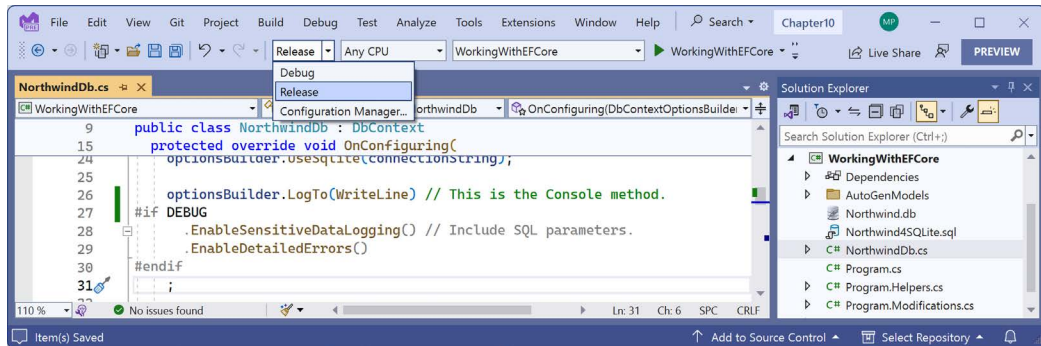 File Edit View Git Project Build Debug Test Analyze Tools Extensions Window Help Search Chapter10 MP
Release Any CPU WorkingWithEFCore WorkingWithEFCore Live Share PREVIEW
Debug
Release
Configuration Manager...
NorthwindDb.cs
WorkingWithEFCore orthwindDb OnConfiguring(DbContextOptionsBuilder
9 public class NorthwindDb : DbContext
15 protected override void OnConfiguring(
24 optionsBuilder.UseSqlite(connectionString);
25
26 optionsBuilder.LogTo(WriteLine) // This is the Console method.
27 #if DEBUG
28 .EnableSensitiveDataLogging() // Include SQL parameters.
29 .EnableDetailedErrors()
30 #endif
31 ;
110 % No issues found Ln: 31 Ch: 6 SPC CRLF
Solution Explorer
Search Solution Explorer (Ctrl+;)
C# WorkingWithEFCore
Dependencies
AutoGenModels
Northwind.db
Northwind4SQLite.sql
C# NorthwindDb.cs
C# Program.cs
C# Program.Helpers.cs
C# Program.Modifications.cs
Item(s) Saved Add to Source Control Select Repository